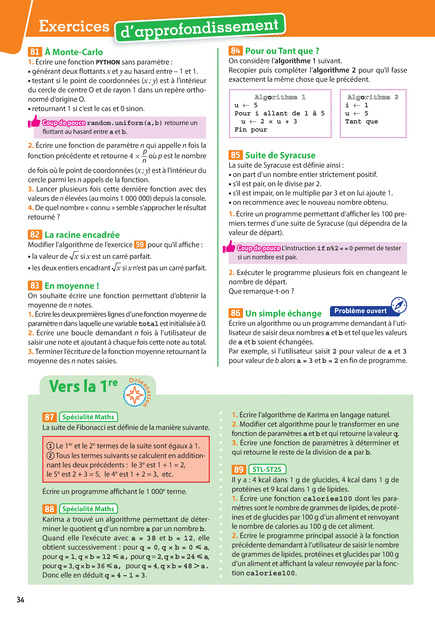 Exercices d'approfondissement
81 À Monte-Carlo
1. Écrire une fonction PYTHON sans paramètre :
• générant deux flottants x et y au hasard entre – 1 et 1.
• testant si le point de coordonnées (x ; y) est à l'intérieur
du cercle de centre O et de rayon 1 dans un repère ortho-
normé d'origine O.
• retournant 1 si c'est le cas et 0 sinon.
Coup de pouce random.uniform(a,b) retourne un
flottant au hasard entre a et b.
2. Écrire une fonction de paramètre n qui appelle n fois la
fonction précédente et retourne 4 × p/n où p est le nombre
de fois où le point de coordonnées (x ; y) est à l'intérieur du
cercle parmi les n appels de la fonction.
3. Lancer plusieurs fois cette dernière fonction avec des
valeurs de n élevées (au moins 1 000 000) depuis la console.
4. De quel nombre « connu » semble s'approcher le résultat
retourné ?
82 La racine encadrée
Modifier l'algorithme de l'exercice 59 pour qu'il affiche :
• la valeur de √x si x est un carré parfait.
• les deux entiers encadrant √x si x n'est pas un carré parfait.
83 En moyenne !
On souhaite écrire une fonction permettant d'obtenir la
moyenne de n notes.
1. Écrire les deux premières lignes d'une fonction moyenne de
paramètre n dans laquelle une variable total est initialisée à 0.
2. Écrire une boucle demandant n fois à l'utilisateur de
saisir une note et ajoutant à chaque fois cette note au total.
3. Terminer l'écriture de la fonction moyenne retournant la
moyenne des n notes saisies.
84 Pour ou Tant que ?
On considère l'algorithme 1 suivant.
Recopier puis compléter l'algorithme 2 pour qu'il fasse
exactement la même chose que le précédent.
Algorithme 1
u ← 5
Pour i allant de 1 à 5
u ← 2 × u + 3
Fin pour
Algorithme 2
i ← 1
u ← 5
Tant que
85 Suite de Syracuse
La suite de Syracuse est définie ainsi :
• on part d'un nombre entier strictement positif.
• s'il est pair, on le divise par 2.
• s'il est impair, on le multiplie par 3 et on lui ajoute 1.
• on recommence avec le nouveau nombre obtenu.
1. Écrire un programme permettant d'afficher les 100 pre-
miers termes d'une suite de Syracuse (qui dépendra de la
valeur de départ).
Coup de pouce L'instruction if n%2 == 0 permet de tester
si un nombre est pair.
2. Exécuter le programme plusieurs fois en changeant le
nombre de départ.
Que remarque-t-on ?
86 Un simple échange Problème ouvert
Écrire un algorithme ou un programme demandant à l'uti-
lisateur de saisir deux nombres a et b et tel que les valeurs
de a et b soient échangées.
Par exemple, si l'utilisateur saisit 2 pour valeur de a et 3
pour valeur de b alors a = 3 et b = 2 en fin de programme.
Vers la 1re
Orientation
87 Spécialité Maths
La suite de Fibonacci est définie de la manière suivante.
① Le 1er et le 2e termes de la suite sont égaux à 1.
② Tous les termes suivants se calculent en addition-
nant les deux précédents : le 3e est 1 + 1 = 2,
le 5e est 2 + 3 = 5, le 4e est 1 + 2 = 3, etc.
Écrire un programme affichant le 1 000e terme.
88 Spécialité Maths
Karima a trouvé un algorithme permettant de déter-
miner le quotient q d'un nombre a par un nombre b.
Quand elle l'exécute avec a = 38 et b = 12, elle
obtient successivement : pour q = 0, q × b = 0 ⩽ a,
pour q = 1, q × b = 12 ⩽ a, pour q = 2, q × b = 24 ⩽ a,
pour q = 3, q × b = 36 ⩽ a, pour q = 4, q × b = 48 > a.
Donc elle en déduit q = 4 – 1 = 3.
1. Écrire l'algorithme de Karima en langage naturel.
2. Modifier cet algorithme pour le transformer en une
fonction de paramètres a et b et qui retourne la valeur q.
3. Écrire une fonction de paramètres à déterminer et
qui retourne le reste de la division de a par b.
89 STL-ST2S
Il y a : 4 kcal dans 1 g de glucides, 4 kcal dans 1 g de
protéines et 9 kcal dans 1 g de lipides.
1. Écrire une fonction calories100 dont les para-
mètres sont le nombre de grammes de lipides, de proté-
ines et de glucides pour 100 g d'un aliment et renvoyant
le nombre de calories au 100 g de cet aliment.
2. Écrire le programme principal associé à la fonction
précédente demandant à l'utilisateur de saisir le nombre
de grammes de lipides, protéines et glucides par 100 g
d'un aliment et affichant la valeur renvoyée par la fonc-
tion calories100.
34